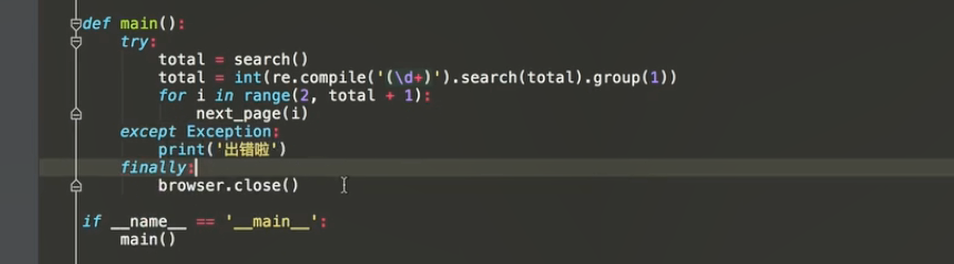 def main():
    try:
        total = search()
        total = int(re.compile('(\d+)').search(total).group(1))
        for i in range(2, total + 1):
            next_page(i)
    except Exception:
        print('出错啦')
    finally:
        browser.close()
if __name__ == '__main__':
    main()